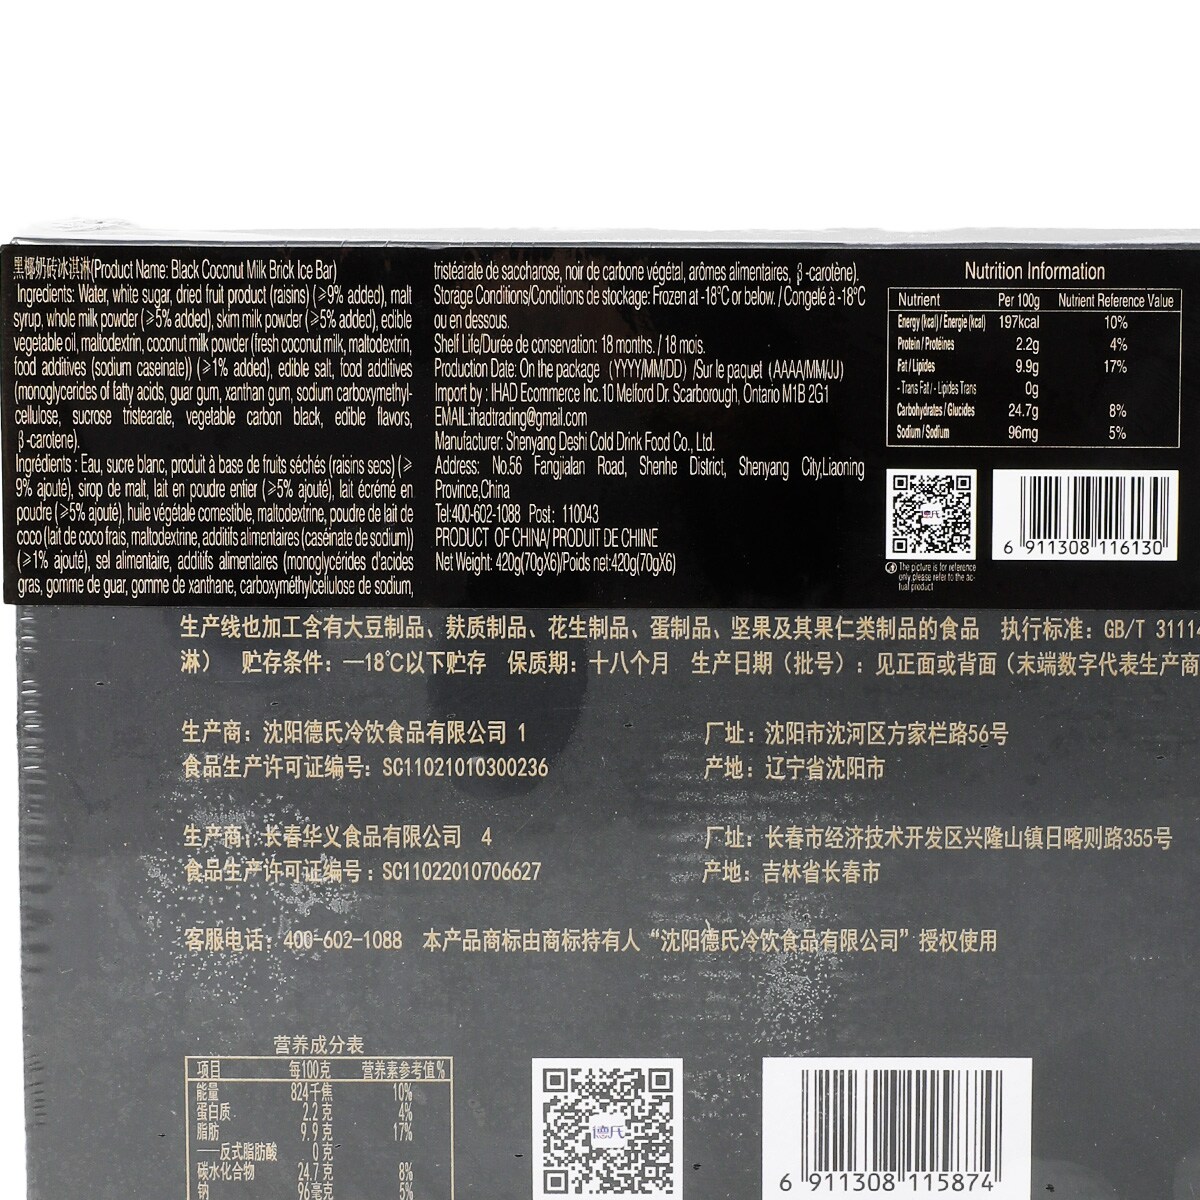 黑椰奶砖冰淇淋(Product Name: Black Coconut Milk Brick Ice Bar)
Ingredients: Water, white sugar, dried fruit product (raisins) (≥9% added), malt
syrup, whole milk powder (≥5% added), skim milk powder (≥5% added), edible
vegetable oil, maltodextrin, coconut milk powder (fresh coconut milk, maltodextrin,
food additives (sodium caseinate)) (≥1% added), edible salt, food additives
(monoglycerides of fatty acids, guar gum, xanthan gum, sodium carboxymethyl-
cellulose, sucrose tristearate, vegetable carbon black, edible flavors,
β-carotene).
Ingrédients : Eau, sucre blanc, produit à base de fruits séchés (raisins secs) (≥
9% ajouté), sirop de malt, lait en poudre entier (≥5% ajouté), lait écrémé en
poudre (≥5% ajouté), huile végétale comestible, maltodextrine, poudre de lait de
coco (lait de coco frais, maltodextrine, additifs alimentaires (caséinate de sodium))
(≥1% ajouté), sel alimentaire, additifs alimentaires (monoglycérides d'acides
gras, gomme de guar, gomme de xanthane, carboxyméthylcellulose de sodium,
tristéarate de saccharose, noir de carbone végétal, arômes alimentaires, β-carotène).
Storage Conditions/Conditions de stockage: Frozen at -18°C or below. / Congelé à -18°C
ou en dessous.
Shelf Life/Durée de conservation: 18 months. / 18 mois.
Production Date: On the package (YYYY/MM/DD) /Sur le paquet (AAAA/MM/JJ)
Import by : IHAD Ecommerce Inc.10 Melford Dr. Scarborough, Ontario M1B 2G1
EMAIL:ihadtrading@gmail.com
Manufacturer: Shenyang Deshi Cold Drink Food Co., Ltd.
Address: No.56 Fangjialan Road, Shenhe District, Shenyang City,Liaoning
Province,China
Tel:400-602-1088 Post: 110043
PRODUCT OF CHINA/ PRODUIT DE CHIINE
Net Weight: 420g(70gX6)/Poids net:420g(70gX6)
Nutrition Information
Nutrient Per 100g Nutrient Reference Value
Energy (kcal) / Énergie (kcal) 197kcal 10%
Protein / Protéines 2.2g 4%
Fat / Lipides 9.9g 17%
- Trans Fat / - Lipides Trans 0g
Carbohydrates / Glucides 24.7g 8%
Sodium / Sodium 96mg 5%
德氏
6 911308 116130
The picture is for reference
only,please refer to the ac-
tual product
生产线也加工含有大豆制品、麸质制品、花生制品、蛋制品、坚果及其果仁类制品的食品 执行标准：GB/T 3111
淋） 贮存条件：—18℃以下贮存 保质期：十八个月 生产日期（批号）：见正面或背面（末端数字代表生产商
生产商：沈阳德氏冷饮食品有限公司 1 厂址：沈阳市沈河区方家栏路56号
食品生产许可证编号：SC11021010300236 产地：辽宁省沈阳市
生产商：长春华义食品有限公司 4 厂址：长春市经济技术开发区兴隆山镇日喀则路355号
食品生产许可证编号：SC11022010706627 产地：吉林省长春市
客服电话：400-602-1088 本产品商标由商标持有人“沈阳德氏冷饮食品有限公司”授权使用
营养成分表
项目 每100克 营养素参考值%
能量 824千焦 10%
蛋白质 2.2克 4%
脂肪 9.9克 17%
——反式脂肪酸 0克
碳水化合物 24.7克 8%
钠 96毫克 5%
德氏
6 911308 115874